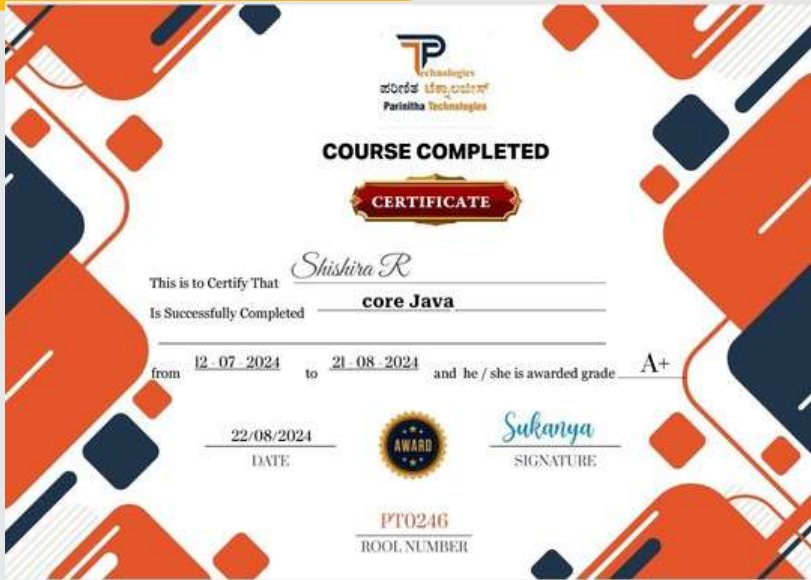 TP
echnologies
ಪರಿಣಿತ ಟೆಕ್ನಾಲಜೀಸ್
Parinitha Technologies
COURSE COMPLETED
CERTIFICATE
This is to Certify That Shishira R
Is Successfully Completed core Java
from 12-07-2024 to 21-08-2024 and he / she is awarded grade A+
22/08/2024
DATE
AWARD
Sukanya
SIGNATURE
PT0246
ROOL NUMBER